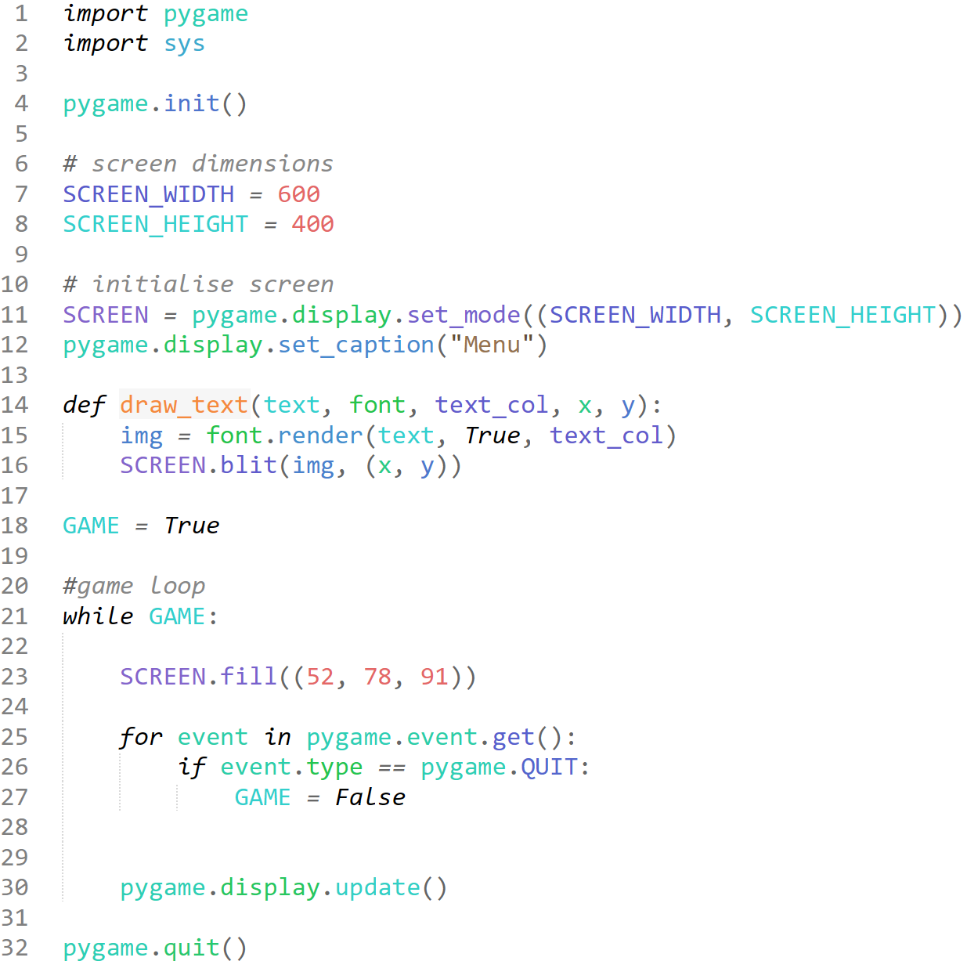 1 import pygame
2 import sys
3
4 pygame.init()
5
6 # screen dimensions
7 SCREEN_WIDTH = 600
8 SCREEN_HEIGHT = 400
9
10 # initialise screen
11 SCREEN = pygame.display.set_mode((SCREEN_WIDTH, SCREEN_HEIGHT))
12 pygame.display.set_caption("Menu")
13
14 def draw_text(text, font, text_col, x, y):
15     img = font.render(text, True, text_col)
16     SCREEN.blit(img, (x, y))
17
18 GAME = True
19
20 #game loop
21 while GAME:
22
23     SCREEN.fill((52, 78, 91))
24
25     for event in pygame.event.get():
26         if event.type == pygame.QUIT:
27             GAME = False
28
29
30     pygame.display.update()
31
32 pygame.quit()